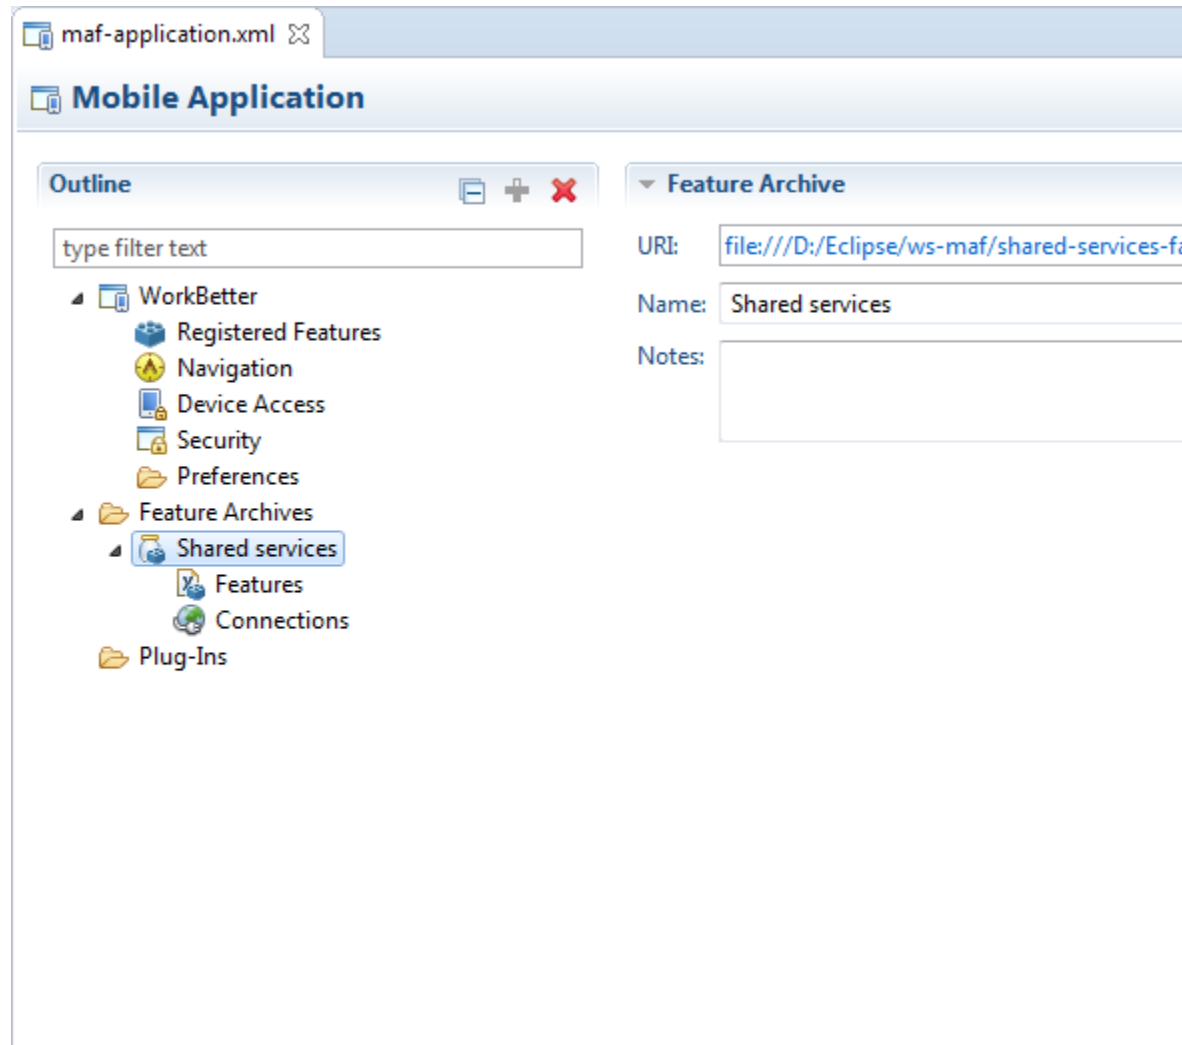 maf-application.xml
Mobile Application
Outline
type filter text
WorkBetter
Registered Features
Navigation
Device Access
Security
Preferences
Feature Archives
Shared services
Features
Connections
Plug-Ins
Feature Archive
URI: file:///D:/Eclipse/ws-maf/shared-services-fa
Name: Shared services
Notes: